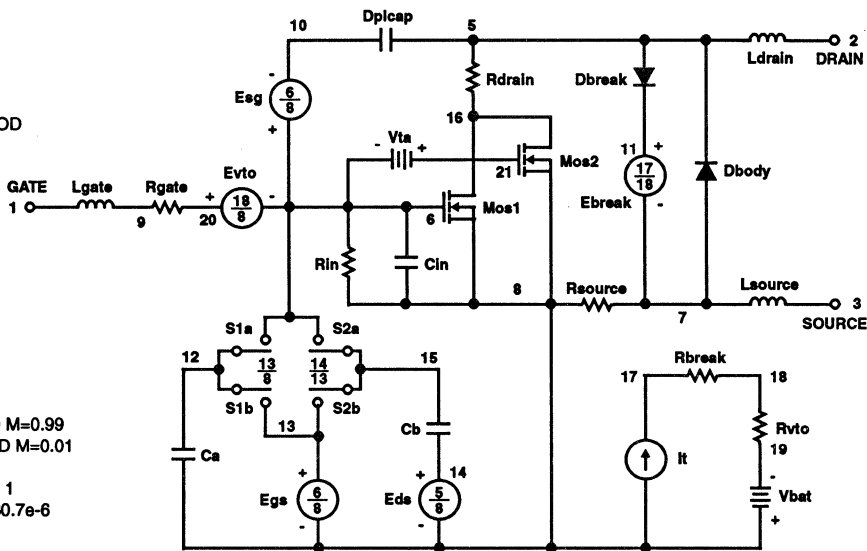 Dplcap
10
5
2
Ldrain
DRAIN
-
Esg
6
8
+
Rdrain
Dbreak
16
- Vta +
OD
21
Mos2
11
+
17
18
Ebreak
-
Dbody
GATE
Lgate
Rgate
Evto
1
9
20
+
18
8
-
6
Mos1
Rin
Cin
8
Rsource
7
Lsource
3
SOURCE
S1a
S2a
12
13
8
14
13
15
S1b
S2b
13
Rbreak
17
18
Rvto
19
M=0.99
D M=0.01
Ca
Cb
It
1
0.7e-6
+
Egs
6
8
-
+
14
Eds
5
8
-
-
Vbat
+